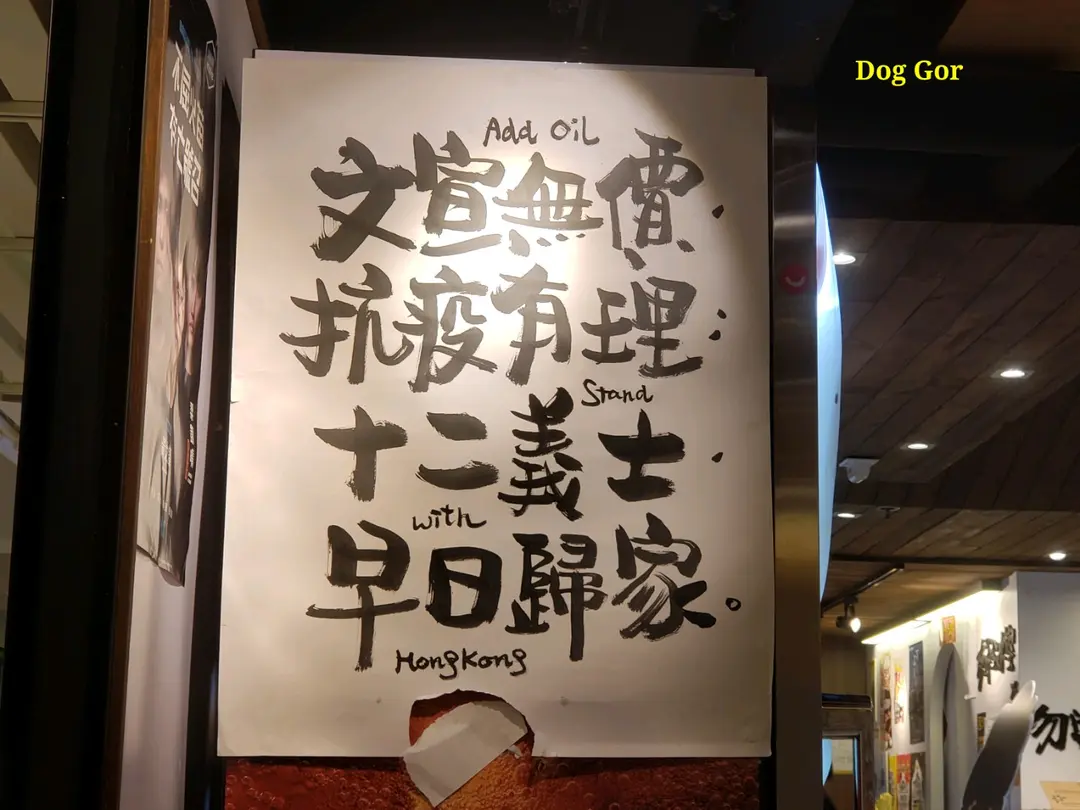 Dog Gor
Add Oil
文宣無價，
抗疫有理；
Stand
十二義士，
with
早日歸家。
HongKong
勿